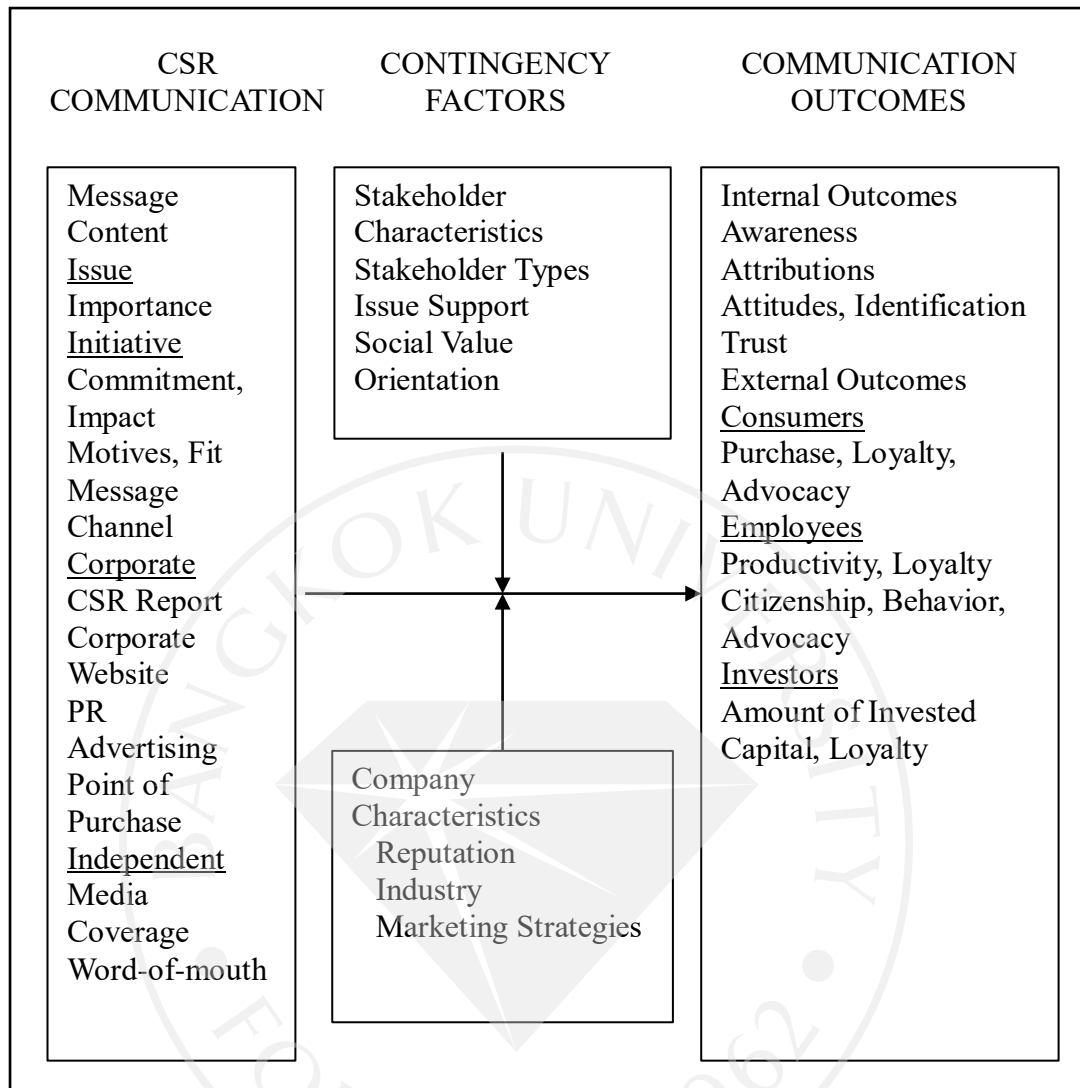 CSR
COMMUNICATION
CONTINGENCY
FACTORS
COMMUNICATION
OUTCOMES
Message
Content
Issue
Importance
Initiative
Commitment,
Impact
Motives, Fit
Message
Channel
Corporate
CSR Report
Corporate
Website
PR
Advertising
Point of
Purchase
Independent
Media
Coverage
Word-of-mouth
Stakeholder
Characteristics
Stakeholder Types
Issue Support
Social Value
Orientation
Company
Characteristics
Reputation
Industry
Marketing Strategies
Internal Outcomes
Awareness
Attributions
Attitudes, Identification
Trust
External Outcomes
Consumers
Purchase, Loyalty,
Advocacy
Employees
Productivity, Loyalty
Citizenship, Behavior,
Advocacy
Investors
Amount of Invested
Capital, Loyalty
BANGKOK UNIVERSITY